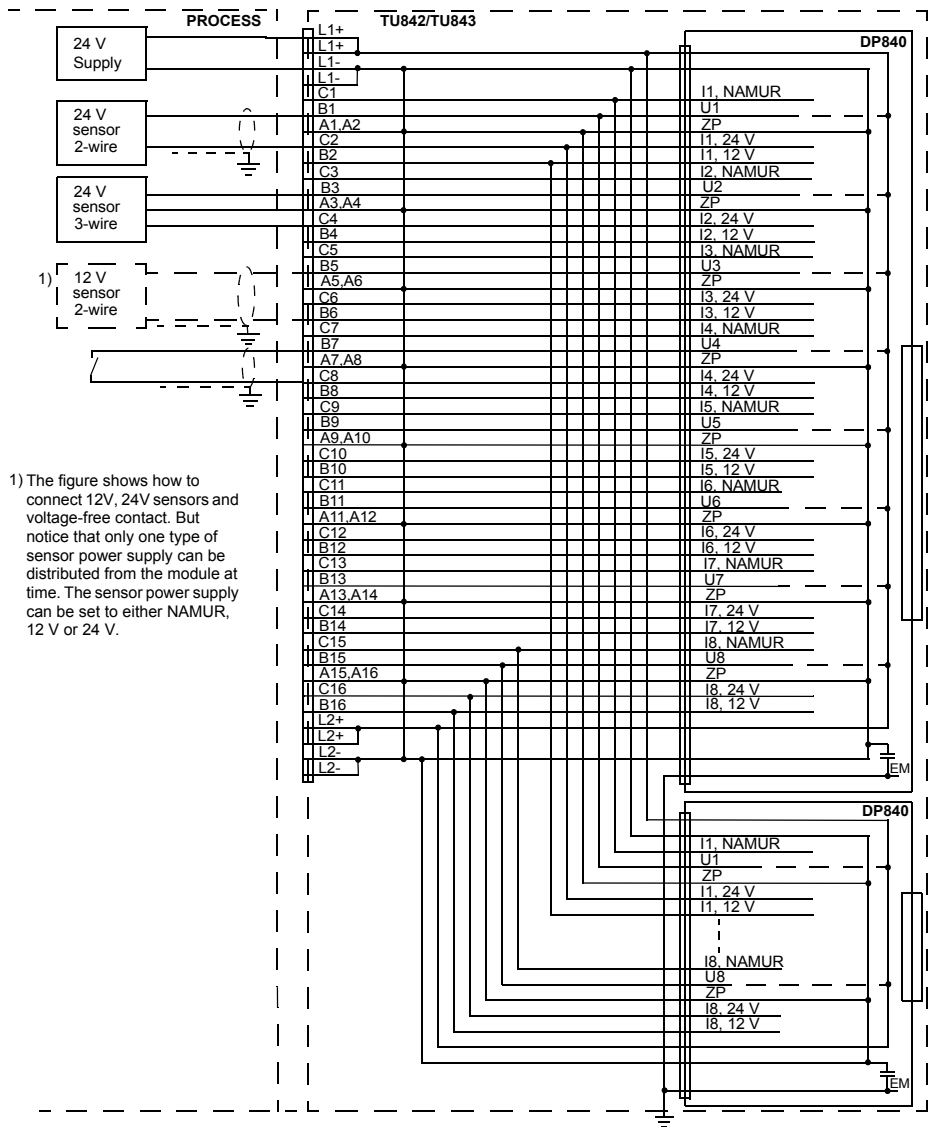 PROCESS
TU842/TU843
24 V
Supply
24 V
sensor
2-wire
24 V
sensor
3-wire
1) 12 V
sensor
2-wire
1) The figure shows how to
connect 12V, 24V sensors and
voltage-free contact. But
notice that only one type of
sensor power supply can be
distributed from the module at
time. The sensor power supply
can be set to either NAMUR,
12 V or 24 V.
L1+
L1+
L1-
L1-
C1
B1
A1,A2
C2
B2
C3
B3
A3,A4
C4
B4
C5
B5
A5,A6
C6
B6
C7
B7
A7,A8
C8
B8
C9
B9
A9,A10
C10
B10
C11
B11
A11,A12
C12
B12
C13
B13
A13,A14
C14
B14
C15
B15
A15,A16
C16
B16
L2+
L2+
L2-
L2-
DP840
I1, NAMUR
U1
ZP
I1, 24 V
I1, 12 V
I2, NAMUR
U2
ZP
I2, 24 V
I2, 12 V
I3, NAMUR
U3
ZP
I3, 24 V
I3, 12 V
I4, NAMUR
U4
ZP
I4, 24 V
I4, 12 V
I5, NAMUR
U5
ZP
I5, 24 V
I5, 12 V
I6, NAMUR
U6
ZP
I6, 24 V
I6, 12 V
I7, NAMUR
U7
ZP
I7, 24 V
I7, 12 V
I8, NAMUR
U8
ZP
I8, 24 V
I8, 12 V
EM
DP840
I1, NAMUR
U1
ZP
I1, 24 V
I1, 12 V
I8, NAMUR
U8
ZP
I8, 24 V
I8, 12 V
EM